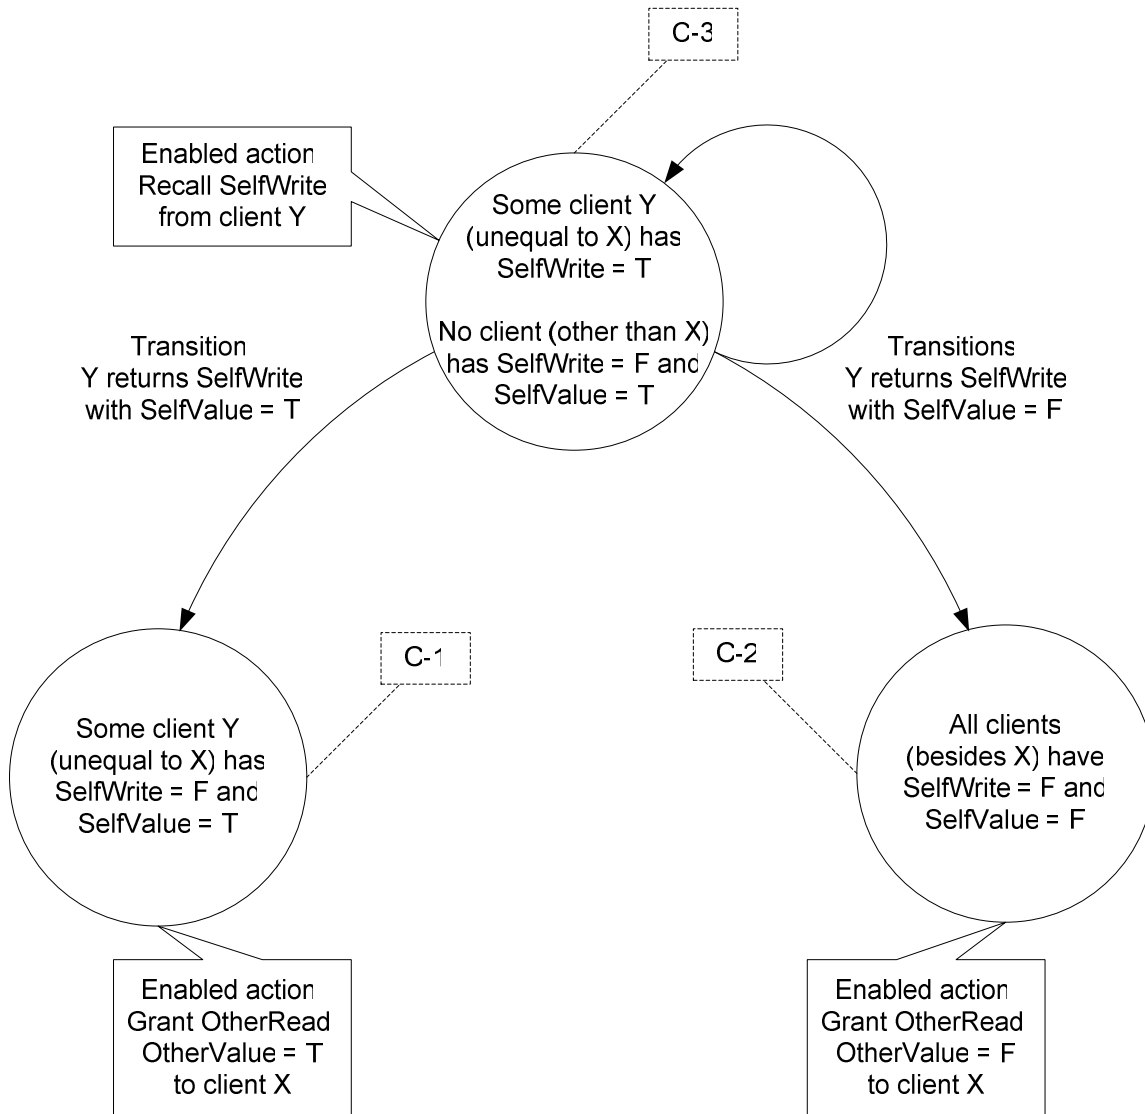 C-3
Enabled action
Recall SelfWrite
from client Y
Some client Y
(unequal to X) has
SelfWrite = T
No client (other than X)
has SelfWrite = F and
SelfValue = T
Transition
Y returns SelfWrite
with SelfValue = T
Transitions
Y returns SelfWrite
with SelfValue = F
C-1
C-2
Some client Y
(unequal to X) has
SelfWrite = F and
SelfValue = T
All clients
(besides X) have
SelfWrite = F and
SelfValue = F
Enabled action
Grant OtherRead
OtherValue = T
to client X
Enabled action
Grant OtherRead
OtherValue = F
to client X